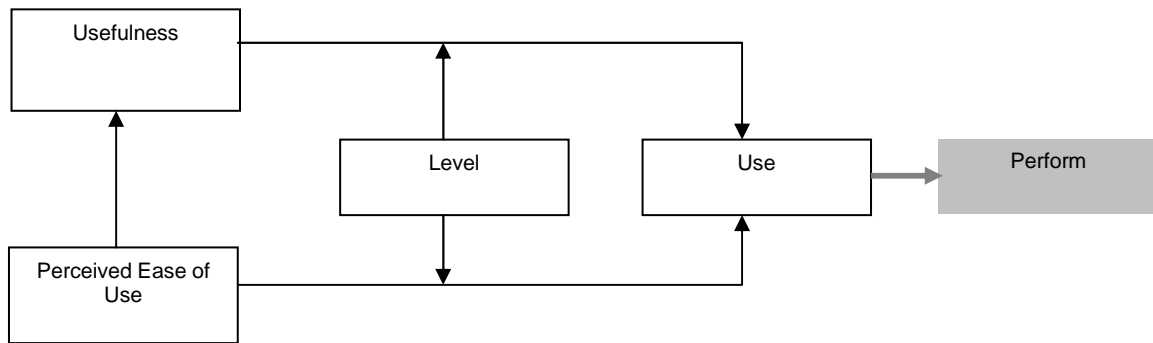 Usefulness
Level
Use
Perform
Perceived Ease of
Use